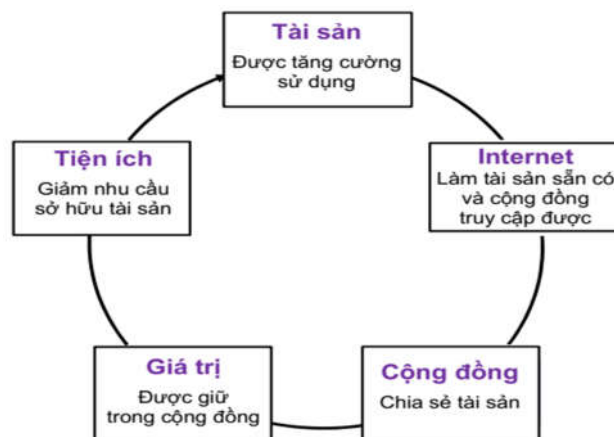 Tài sản
Được tăng cường
sử dụng
Internet
Làm tài sản sẵn có
và cộng đồng
truy cập được
Cộng đồng
Chia sẻ tài sản
Giá trị
Được giữ
trong cộng đồng
Tiện ích
Giảm nhu cầu
sở hữu tài sản